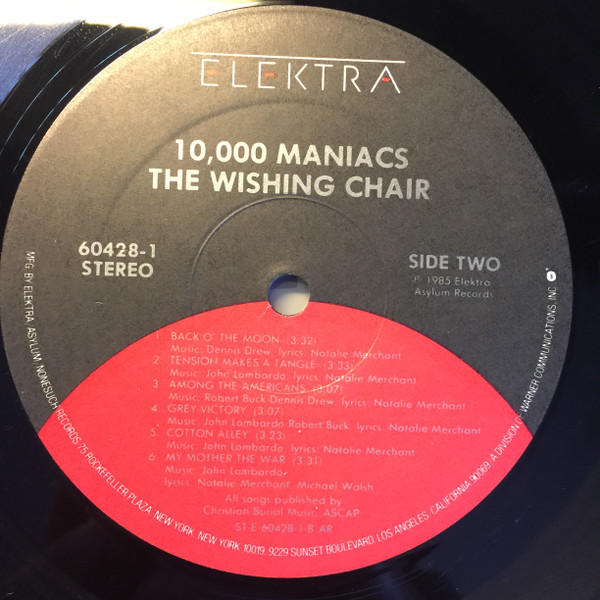 ELEKTRA
10,000 MANIACS
THE WISHING CHAIR
60428-1
STEREO
SIDE TWO
℗ 1985 Elektra
Asylum Records
1. BACK O' THE MOON (3:32)
Music: Dennis Drew, lyrics: Natalie Merchant
2. TENSION MAKES A TANGLE (3:33)
Music: John Lombardo, lyrics: Natalie Merchant
3. AMONG THE AMERICANS (3:07)
Music: Robert Buck, Dennis Drew, lyrics: Natalie Merchant
4. GREY VICTORY (3:07)
Music: John Lombardo, Robert Buck, lyrics: Natalie Merchant
5. COTTON ALLEY (3:23)
Music: John Lombardo, lyrics: Natalie Merchant
6. MY MOTHER THE WAR (3:31)
Music: John Lombardo
lyrics: Natalie Merchant, Michael Walsh
All songs published by
Christian Burial Music, ASCAP
ST-E-60428-1-B AR
MFG. BY ELEKTRA, ASYLUM, NONESUCH RECORDS, 75 ROCKEFELLER PLAZA, NEW YORK, NEW YORK 10019. 9229 SUNSET BOULEVARD, LOS ANGELES, CALIFORNIA 90069, A DIVISION OF WARNER COMMUNICATIONS, INC.